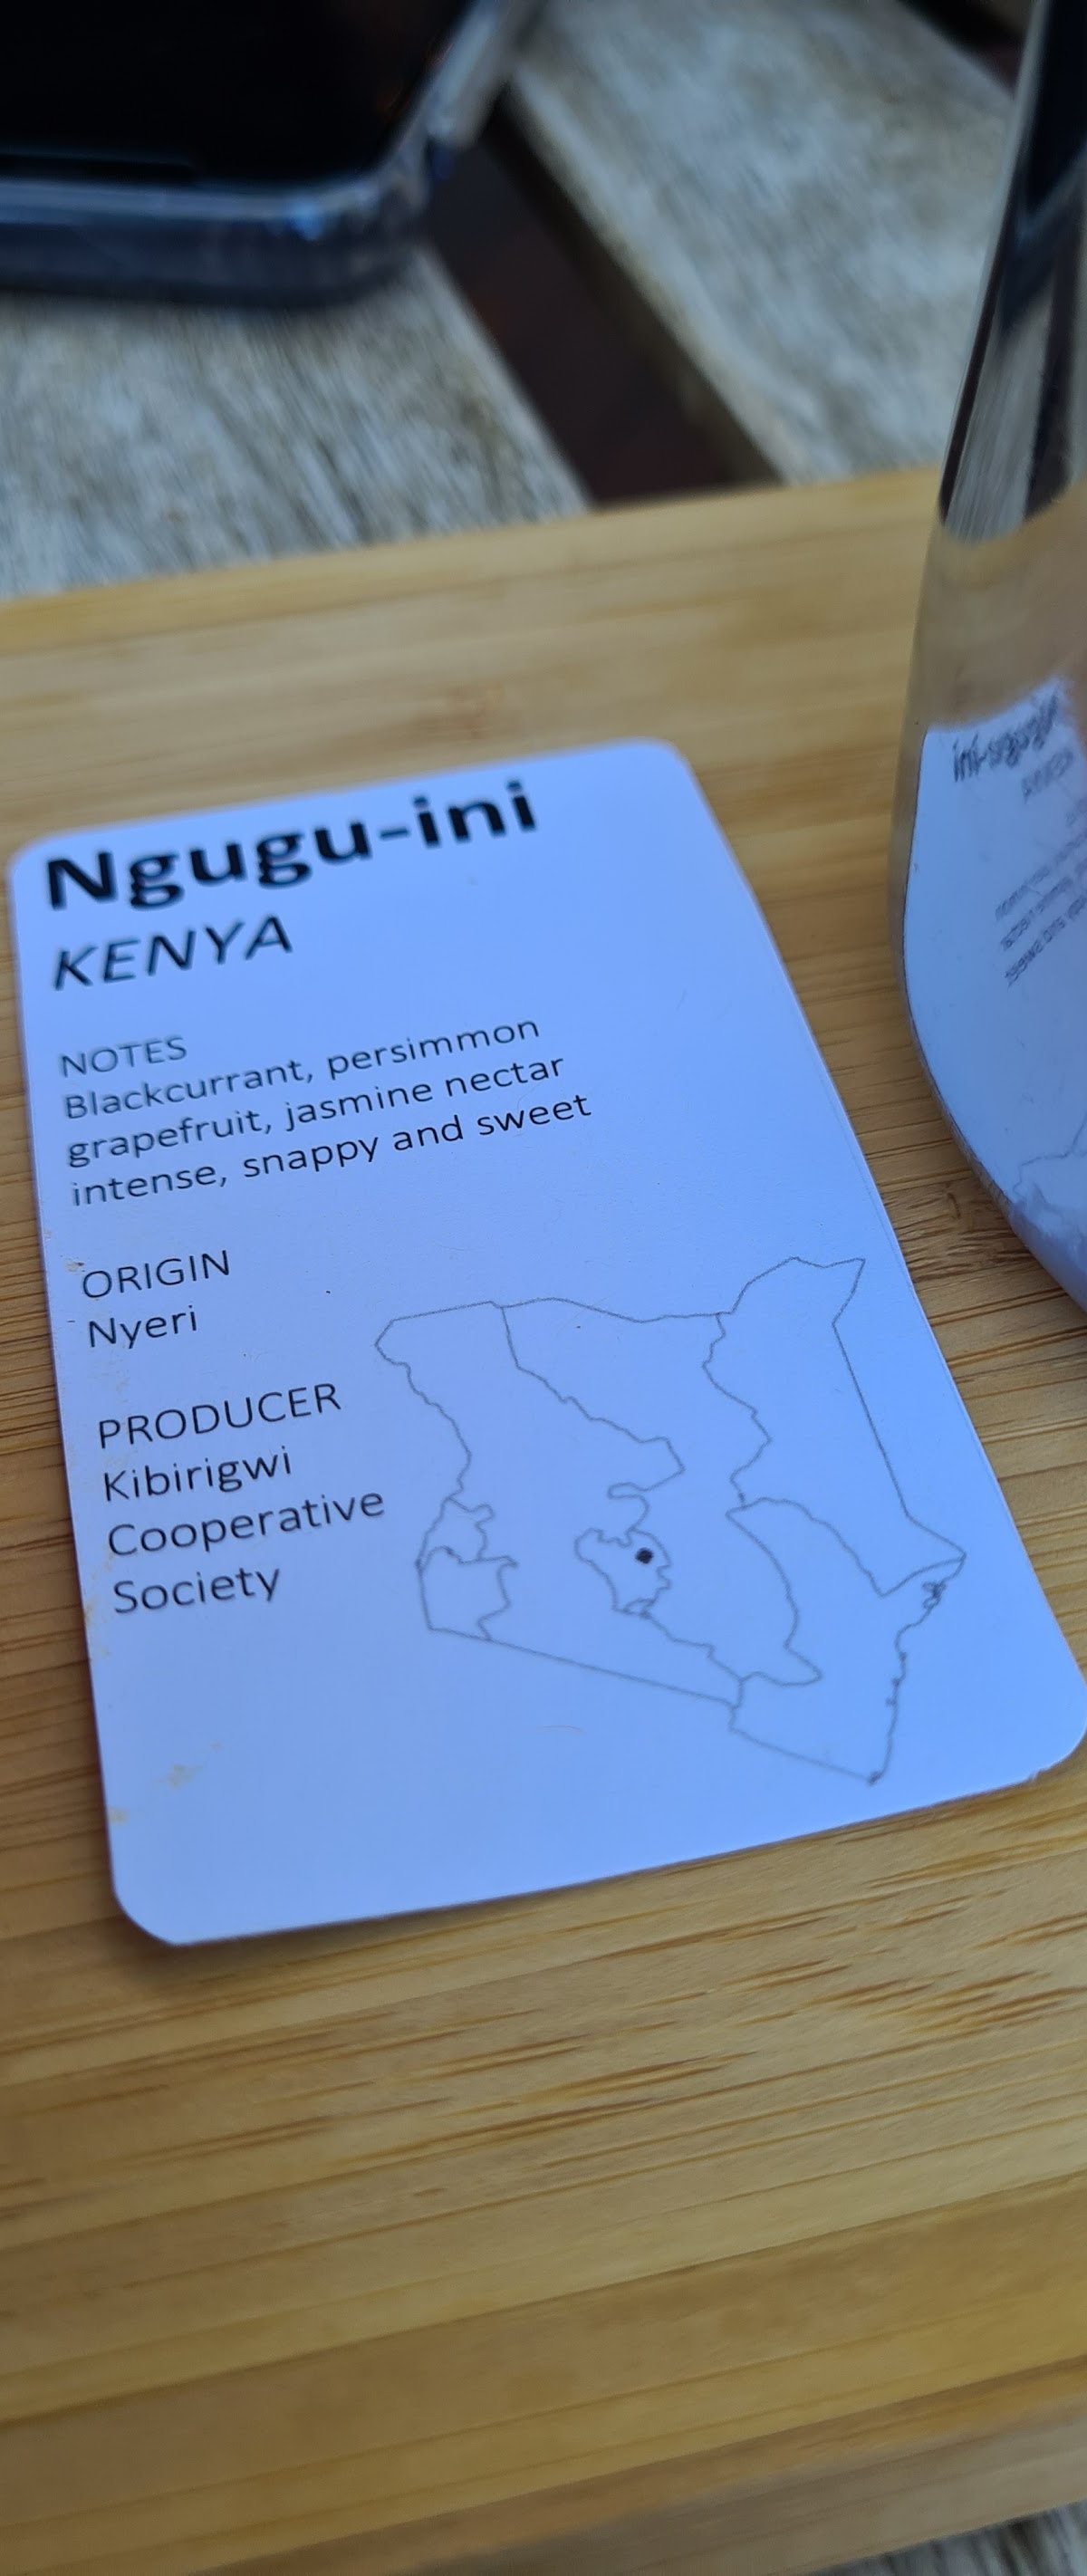 Ngugu-ini
KENYA
NOTES
Blackcurrant, persimmon
grapefruit, jasmine nectar
intense, snappy and sweet
ORIGIN
Nyeri
PRODUCER
Kibirigwi
Cooperative
Society